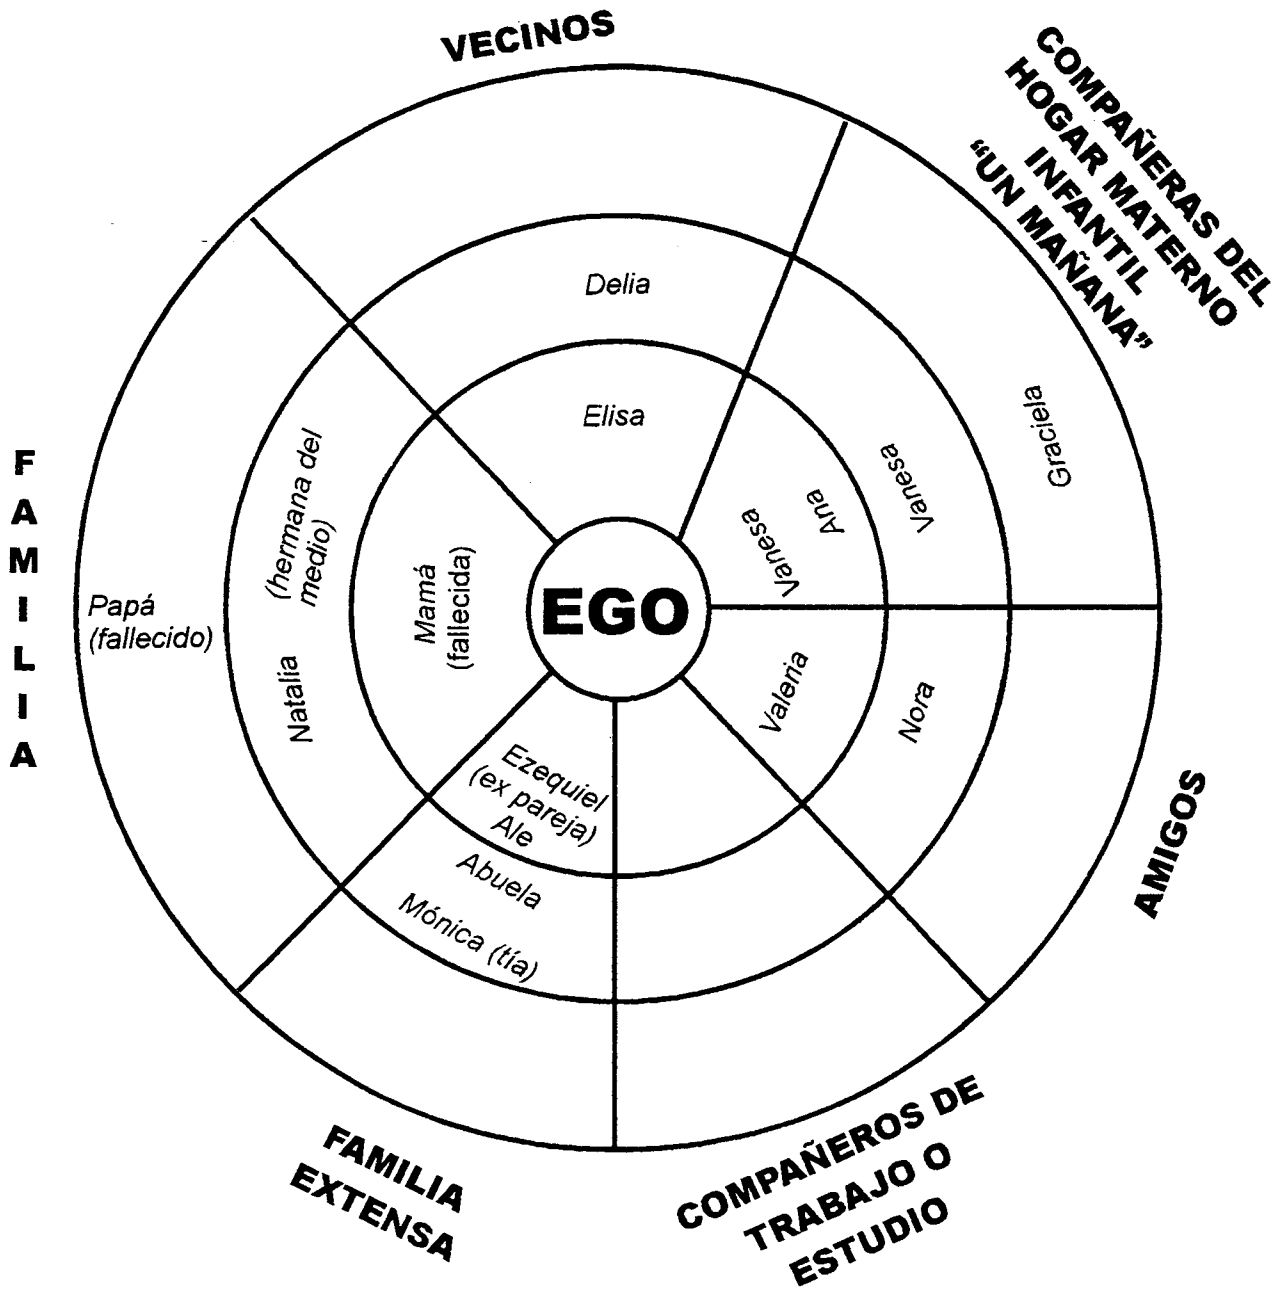 VECINOS
COMPAÑERAS DEL
HOGAR MATERNO
INFANTIL
“UN MAÑANA”
Delia
Elisa
Graciela
Vanesa
Ana
Vanesa
FAMILIA
Papá
(fallecido)
(hermana del
medio)
Natalia
Mamá
(fallecida)
EGO
Valeria
Nora
AMIGOS
Ezequiel
(ex pareja)
Ale
Abuela
Mónica (tía)
FAMILIA
EXTENSA
COMPAÑEROS DE
TRABAJO O
ESTUDIO